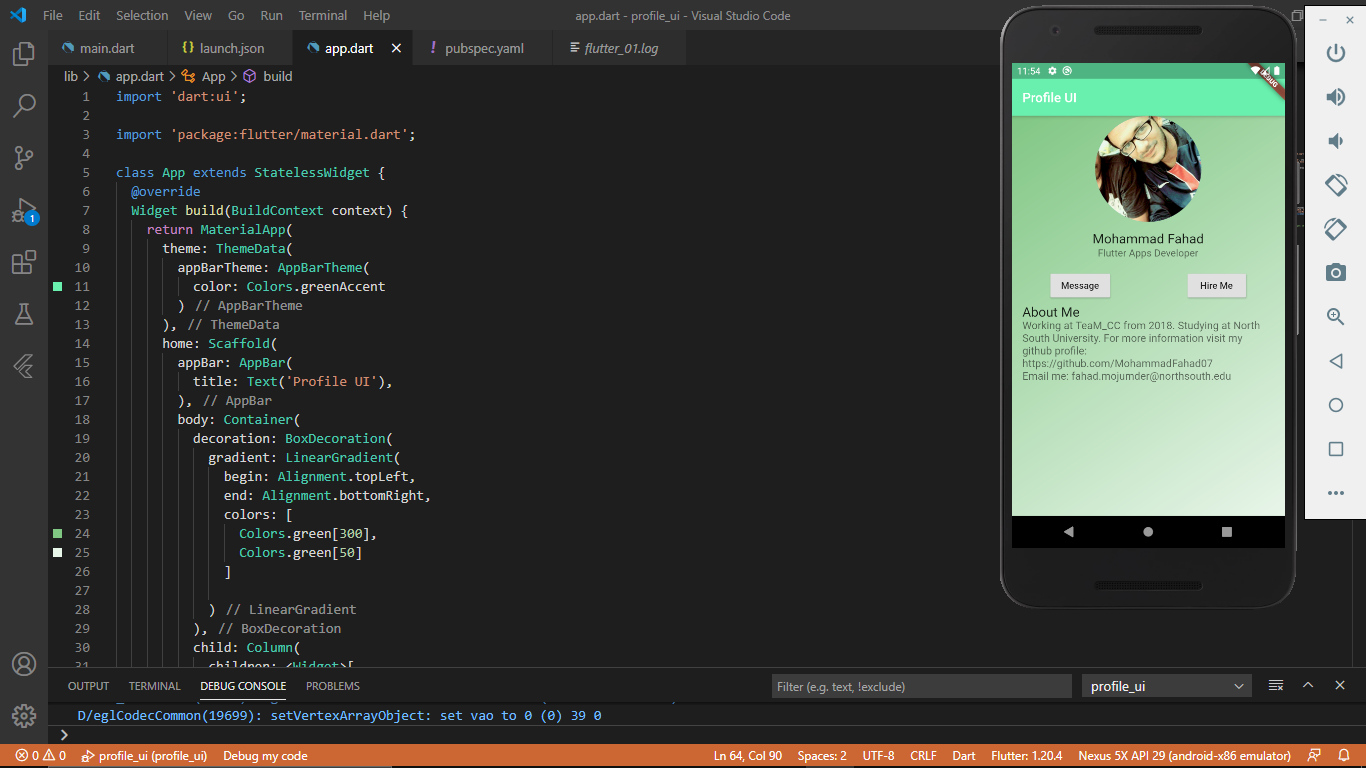 File Edit Selection View Go Run Terminal Help
app.dart - profile_ui - Visual Studio Code
main.dart
launch.json
app.dart
pubspec.yaml
flutter_01.log
lib > app.dart > App > build
1 import 'dart:ui';
2
3 import 'package:flutter/material.dart';
4
5 class App extends StatelessWidget {
6 @override
7 Widget build(BuildContext context) {
8 return MaterialApp(
9 theme: ThemeData(
10 appBarTheme: AppBarTheme(
11 color: Colors.greenAccent
12 ) // AppBarTheme
13 ), // ThemeData
14 home: Scaffold(
15 appBar: AppBar(
16 title: Text('Profile UI'),
17 ), // AppBar
18 body: Container(
19 decoration: BoxDecoration(
20 gradient: LinearGradient(
21 begin: Alignment.topLeft,
22 end: Alignment.bottomRight,
23 colors: [
24 Colors.green[300],
25 Colors.green[50]
26 ]
27
28 ) // LinearGradient
29 ), // BoxDecoration
30 child: Column(
31 children: <Widget>[
1
11:54
DEBUG
Profile UI
Mohammad Fahad
Flutter Apps Developer
Message
Hire Me
About Me
Working at TeaM_CC from 2018. Studying at North
South University. For more information visit my
github profile:
https://github.com/MohammadFahad07
Email me: fahad.mojumder@northsouth.edu
OUTPUT TERMINAL DEBUG CONSOLE PROBLEMS
Filter (e.g. text, !exclude)
profile_ui
D/eglCodecCommon(19699): setVertexArrayObject: set vao to 0 (0) 39 0
>
0 0 profile_ui (profile_ui) Debug my code
Ln 64, Col 90 Spaces: 2 UTF-8 CRLF Dart Flutter: 1.20.4 Nexus 5X API 29 (android-x86 emulator)